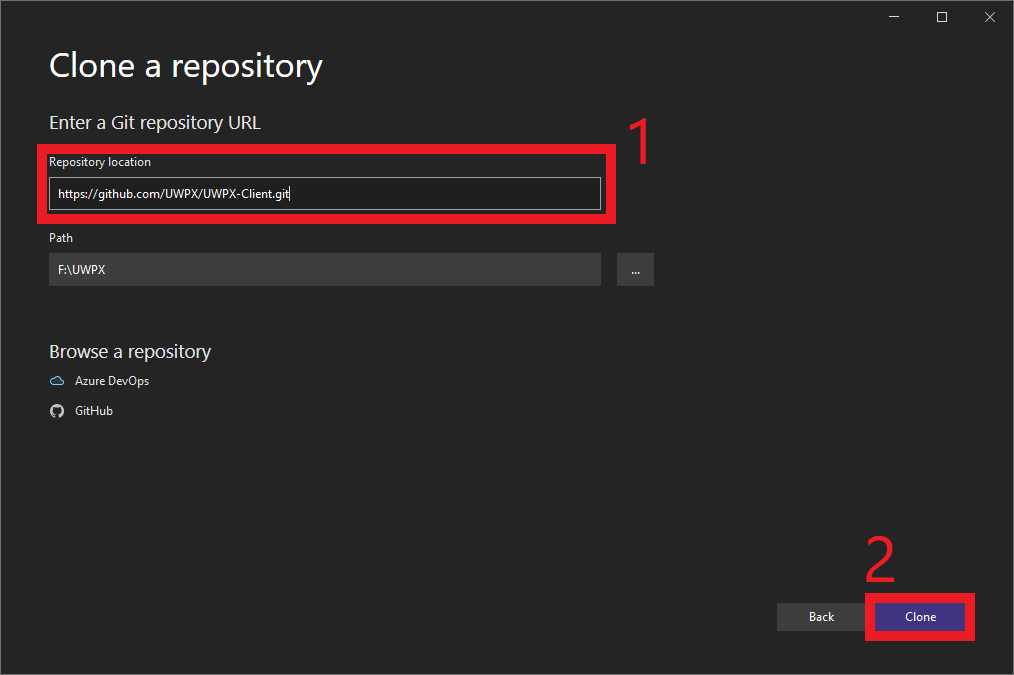 Clone a repository
Enter a Git repository URL
1
Repository location
https://github.com/UWPX/UWPX-Client.git
Path
F:\UWPX
...
Browse a repository
Azure DevOps
GitHub
2
Back
Clone